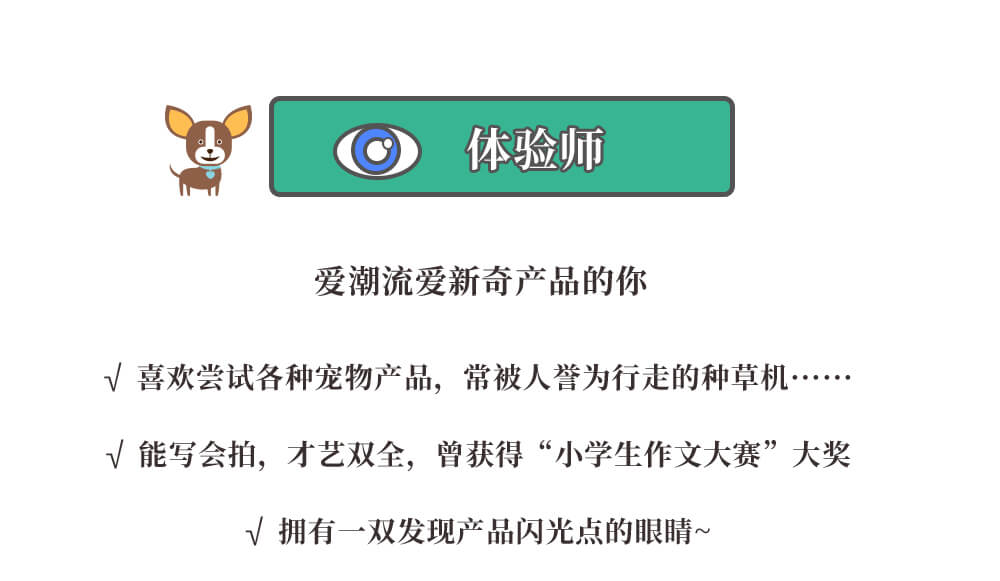 体验师
爱潮流爱新奇产品的你
√ 喜欢尝试各种宠物产品，常被人誉为行走的种草机……
√ 能写会拍，才艺双全，曾获得“小学生作文大赛”大奖
√ 拥有一双发现产品闪光点的眼睛~